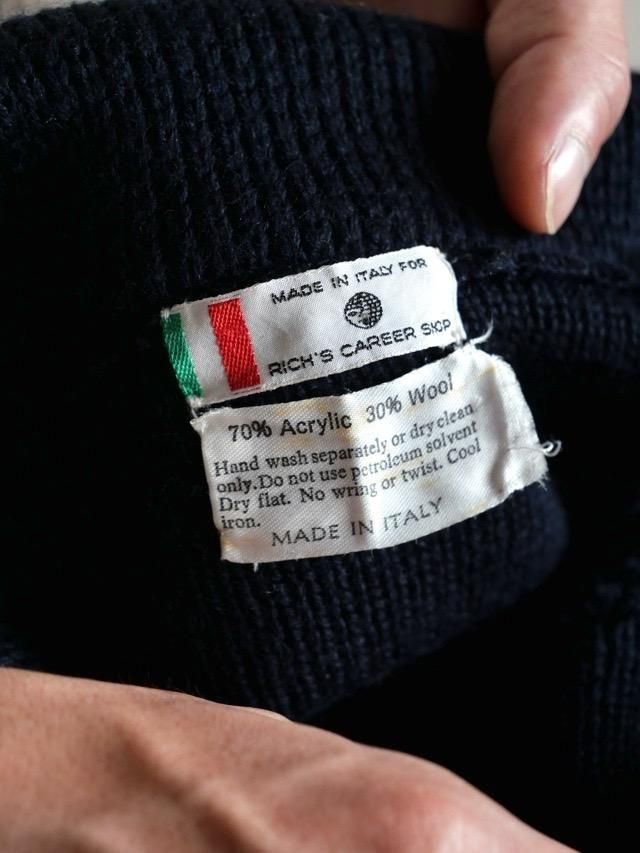 MADE IN ITALY FOR
RICH'S CAREER SHOP
70% Acrylic 30% Wool
Hand wash separately or dry clean
only. Do not use petroleum solvent
Dry flat. No wring or twist. Cool
iron.
MADE IN ITALY